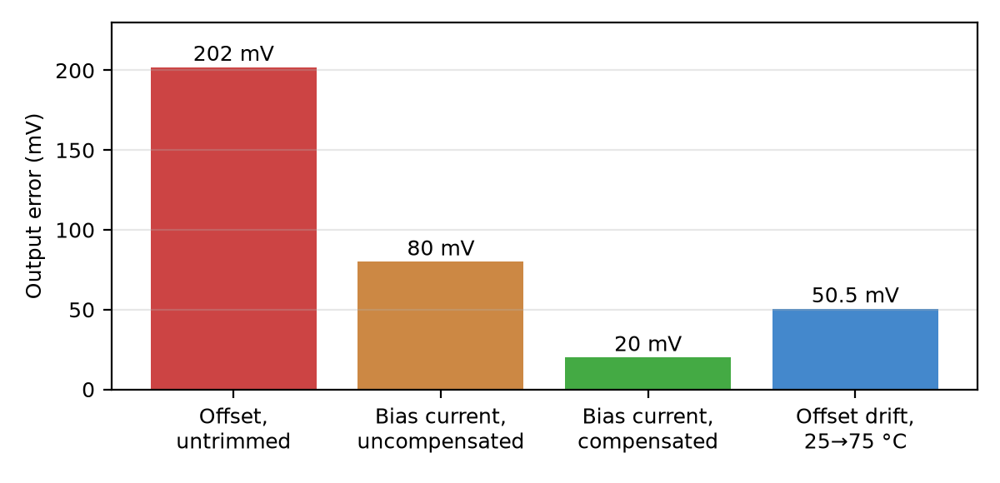 Output error (mV)
200
150
100
50
0
202 mV
80 mV
20 mV
50.5 mV
Offset,
untrimmed
Bias current,
uncompensated
Bias current,
compensated
Offset drift,
25→75 °C